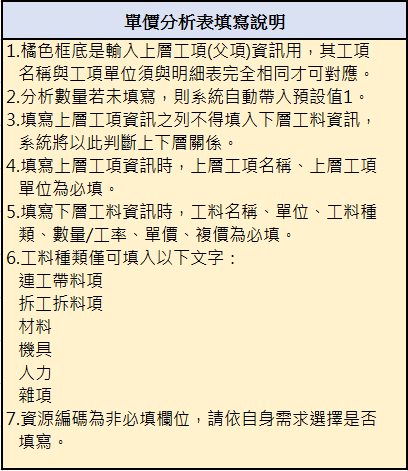 單價分析表填寫說明
1.橘色框底是輸入上層工項(父項)資訊用，其工項
名稱與工項單位須與明細表完全相同才可對應。
2.分析數量若未填寫，則系統自動帶入預設值1。
3.填寫上層工項資訊之列不得填入下層工料資訊，
系統將以此判斷上下層關係。
4.填寫上層工項資訊時，上層工項名稱、上層工項
單位為必填。
5.填寫下層工料資訊時，工料名稱、單位、工料種
類、數量/工率、單價、複價為必填。
6.工料種類僅可填入以下文字：
連工帶料項
拆工拆料項
材料
機具
人力
雜項
7.資源編碼為非必填欄位，請依自身需求選擇是否
填寫。